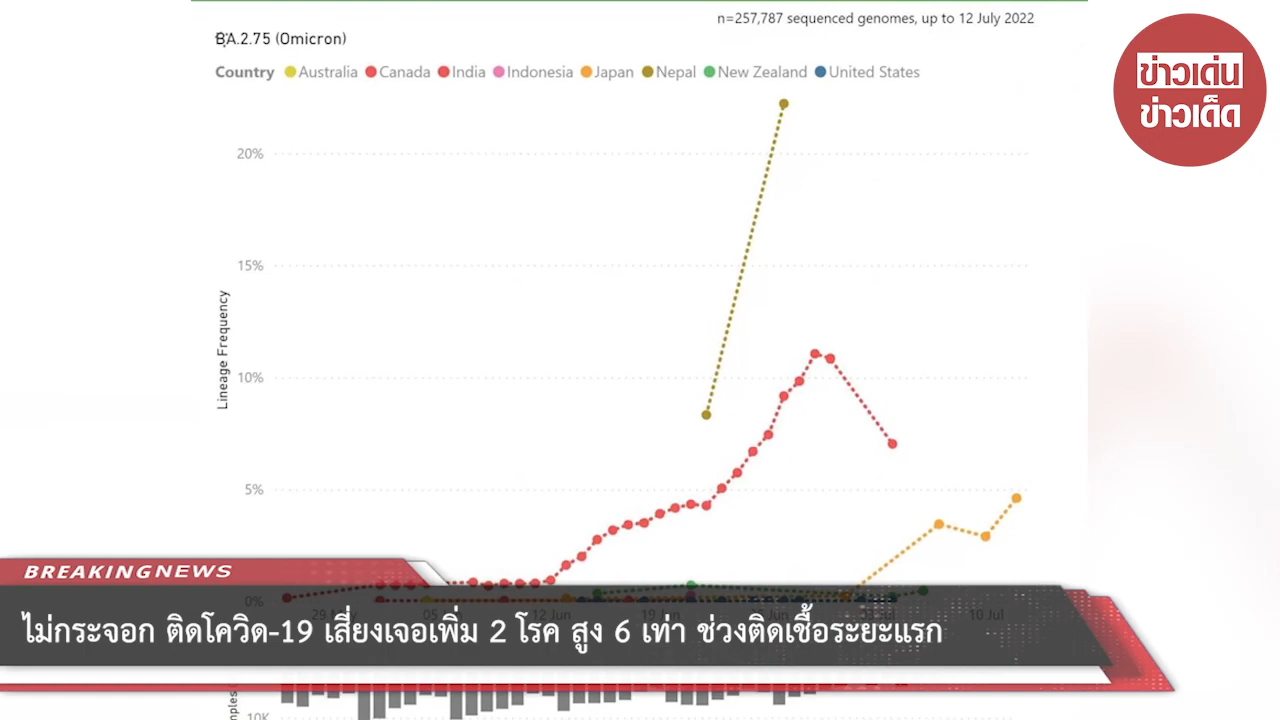 n=257,787 sequenced genomes, up to 12 July 2022
BA.2.75 (Omicron)
Country Australia Canada India Indonesia Japan Nepal New Zealand United States
ข่าวเด่น
ข่าวเด็ด
20%
15%
Lineage Frequency
10%
5%
BREAKING NEWS
0%
12 Jun
19 Jun
10 Jul
ไม่กระจอก ติดโควิด-19 เสี่ยงเจอเพิ่ม 2 โรค สูง 6 เท่า ช่วงติดเชื้อระยะแรก
10K